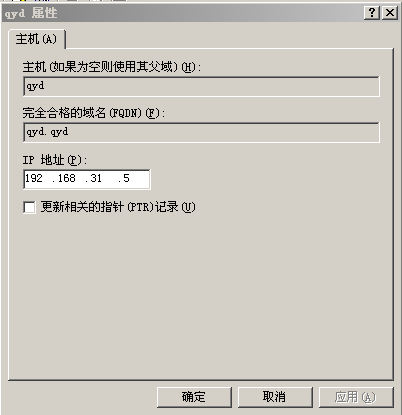 qyd 属性
主机(A)
主机(如果为空则使用其父域)(H):
qyd
完全合格的域名(FQDN)(F):
qyd.qyd
IP 地址(P):
192 .168 .31 .5
更新相关的指针(PTR)记录(U)
确定 取消 应用(A)